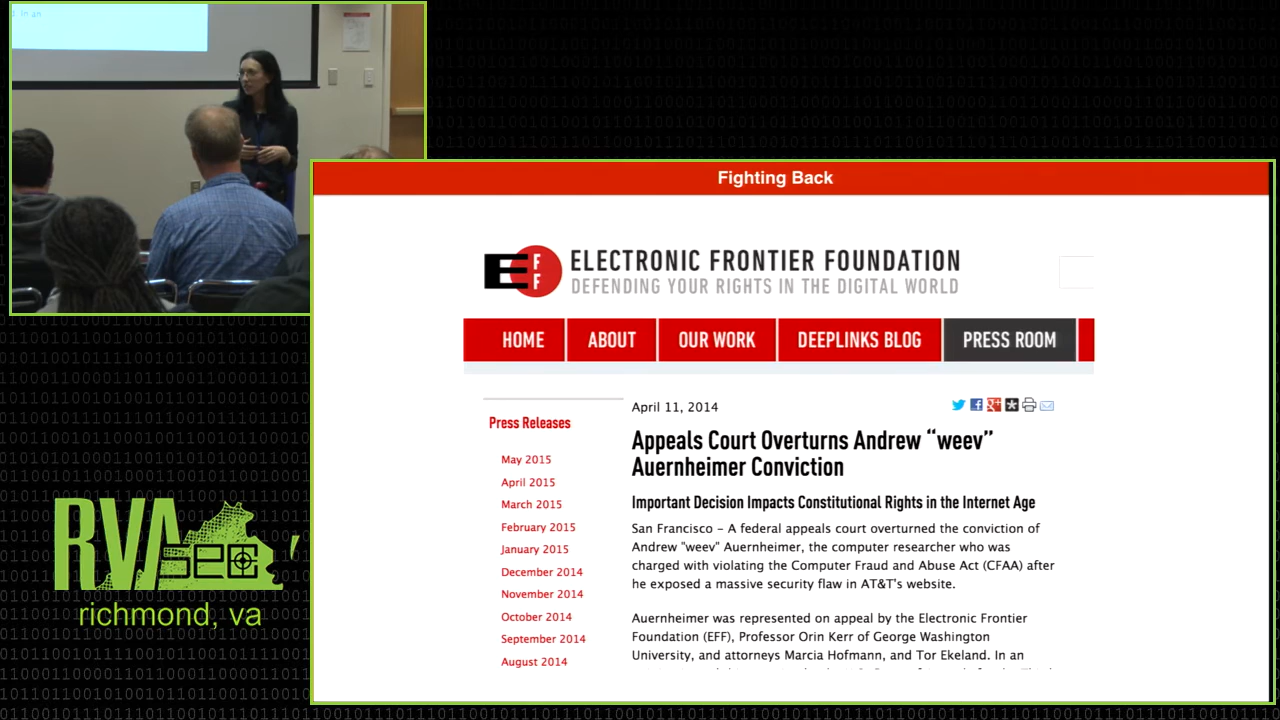 2. In an
Fighting Back
E
F
F
ELECTRONIC FRONTIER FOUNDATION
DEFENDING YOUR RIGHTS IN THE DIGITAL WORLD
HOME ABOUT OUR WORK DEEPLINKS BLOG PRESS ROOM
Press Releases
May 2015
April 2015
March 2015
February 2015
January 2015
December 2014
November 2014
October 2014
September 2014
August 2014
April 11, 2014
Appeals Court Overturns Andrew “weev”
Auernheimer Conviction
Important Decision Impacts Constitutional Rights in the Internet Age
San Francisco – A federal appeals court overturned the conviction of
Andrew "weev" Auernheimer, the computer researcher who was
charged with violating the Computer Fraud and Abuse Act (CFAA) after
he exposed a massive security flaw in AT&T's website.
Auernheimer was represented on appeal by the Electronic Frontier
Foundation (EFF), Professor Orin Kerr of George Washington
University, and attorneys Marcia Hofmann, and Tor Ekeland. In an
RVA
SEC
richmond, va